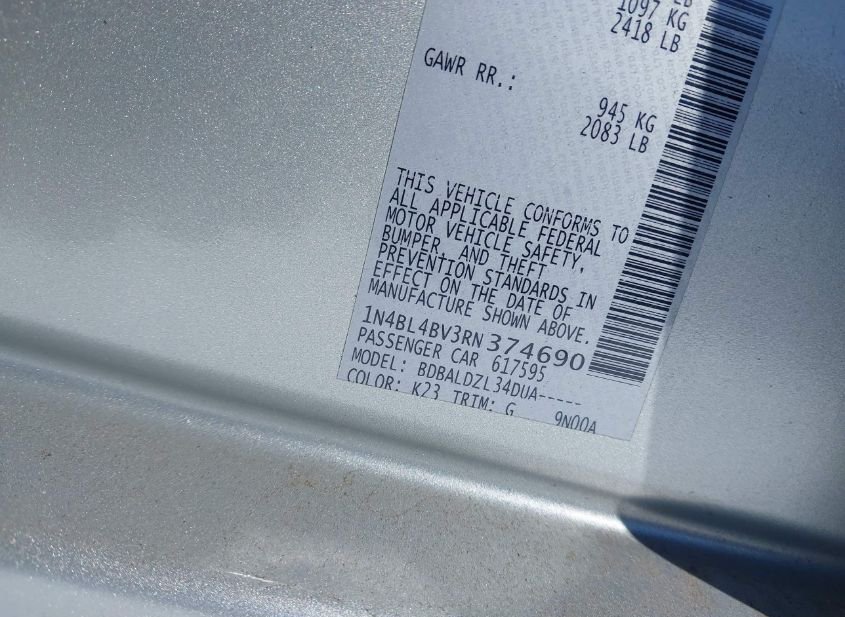 1097 KG
2418 LB
GAWR RR.:
945 KG
2083 LB
THIS VEHICLE CONFORMS TO
ALL APPLICABLE FEDERAL
MOTOR VEHICLE SAFETY,
BUMPER, AND THEFT
PREVENTION STANDARDS IN
EFFECT ON THE DATE OF
MANUFACTURE SHOWN ABOVE.
1N4BL4BV3RN374690
PASSENGER CAR 617595
MODEL: BDBALDZL34DUA-----
COLOR: K23 TRIM: G 9N00A